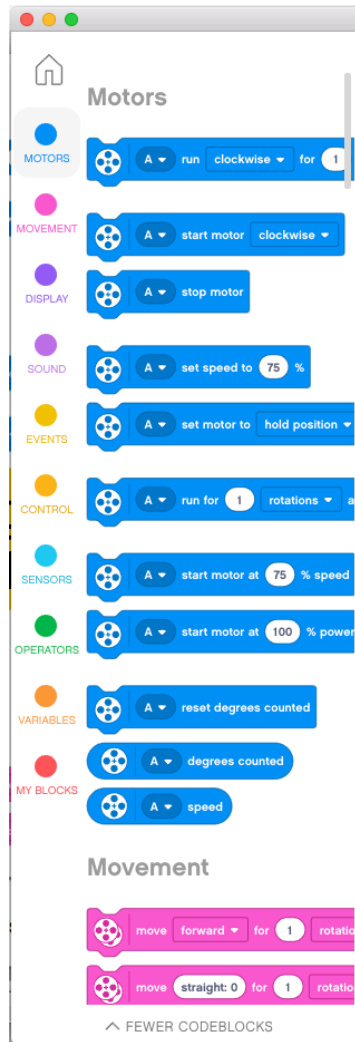 Motors
MOTORS
A run clockwise for 1
MOVEMENT
A start motor clockwise
DISPLAY
A stop motor
SOUND
A set speed to 75 %
EVENTS
A set motor to hold position
CONTROL
A run for 1 rotations a
SENSORS
A start motor at 75 % speed
OPERATORS
A start motor at 100 % power
VARIABLES
A reset degrees counted
A degrees counted
MY BLOCKS
A speed
Movement
move forward for 1 rotatio
move straight: 0 for 1 rotatio
FEWER CODEBLOCKS